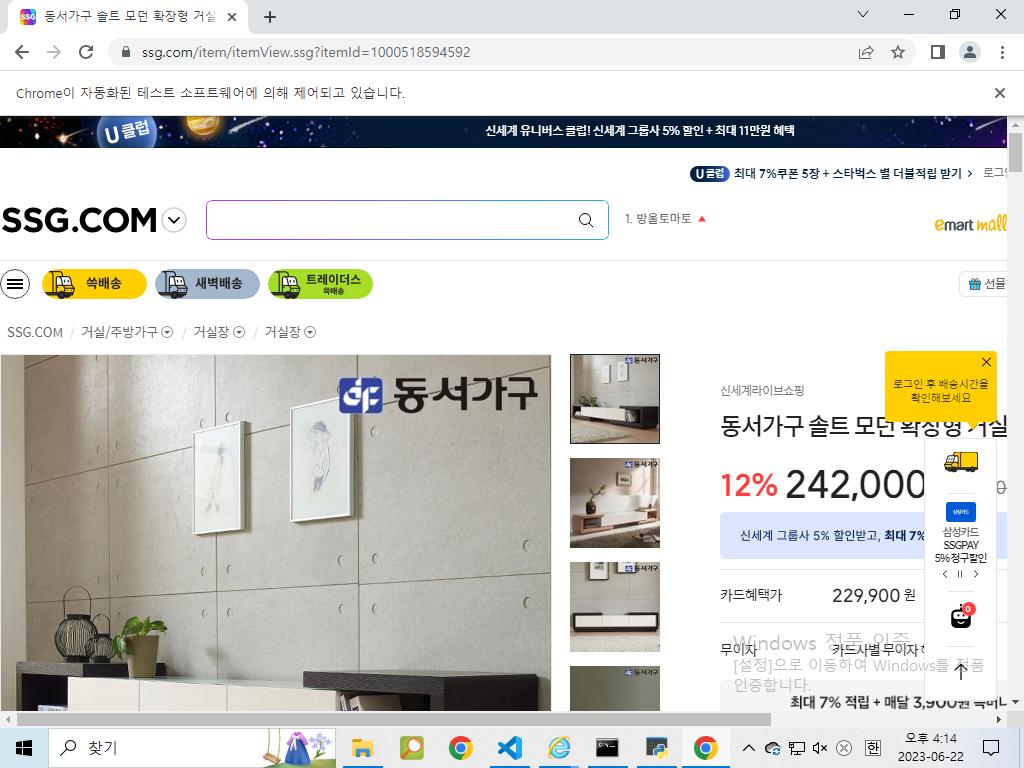 동서가구 솔트 모던 확장형 거실
ssg.com/item/itemView.ssg?itemId=1000518594592
Chrome이 자동화된 테스트 소프트웨어에 의해 제어되고 있습니다.
U 클럽
신세계 유니버스 클럽! 신세계 그룹사 5% 할인 + 최대 11만원 혜택
U 클럽 최대 7%쿠폰 5장 + 스타벅스 별 더블적립 받기 >
SSG.COM
1. 방울토마토
emart mall
쓱배송
새벽배송
트레이더스
쓱배송
선물
SSG.COM / 거실/주방가구 / 거실장 / 거실장
동서가구
신세계라이브쇼핑
동서가구 솔트 모던 확장형 거실
로그인 후 배송시간을
확인해보세요
12% 242,000
신세계 그룹사 5% 할인받고, 최대 7%
삼성카드
삼성카드
SSGPAY
5% 청구할인
카드혜택가 229,900 원
0
무이자 카드사별 무이자
Windows 정품 인증
[설정]으로 이동하여 Windows를 정품
인증합니다.
최대 7% 적립 + 매달 3,900원
찾기
오후 4:14
2023-06-22